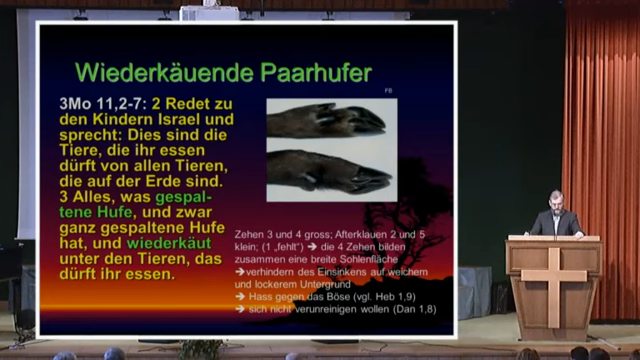 Wiederkäuende Paarhufer
FB
3Mo 11,2-7: 2 Redet zu
den Kindern Israel und
sprecht: Dies sind die
Tiere, die ihr essen
dürft von allen Tieren,
die auf der Erde sind.
3 Alles, was gespal-
tene Hufe, und zwar
ganz gespaltene Hufe
hat, und wiederkäut
unter den Tieren, das
dürft ihr essen.
Zehen 3 und 4 gross; Afterklauen 2 und 5
klein; (1 „fehlt“) ➔ die 4 Zehen bilden
zusammen eine breite Sohlenfläche
➔verhindern des Einsinkens auf weichem
und lockerem Untergrund
➔ Hass gegen das Böse (vgl. Heb 1,9)
➔ sich nicht verunreinigen wollen (Dan 1,8)